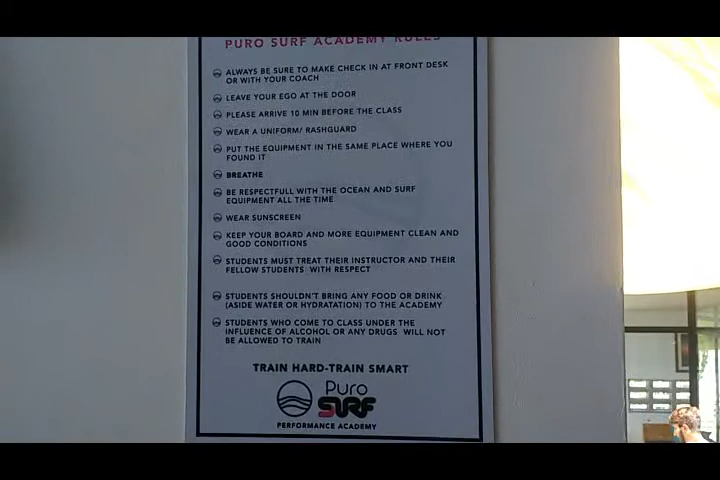 PURO SURF ACADEMY RULES
ALWAYS BE SURE TO MAKE CHECK IN AT FRONT DESK
OR WITH YOUR COACH
LEAVE YOUR EGO AT THE DOOR
PLEASE ARRIVE 10 MIN BEFORE THE CLASS
WEAR A UNIFORM/ RASHGUARD
PUT THE EQUIPMENT IN THE SAME PLACE WHERE YOU
FOUND IT
BREATHE
BE RESPECTFULL WITH THE OCEAN AND SURF
EQUIPMENT ALL THE TIME
WEAR SUNSCREEN
KEEP YOUR BOARD AND MORE EQUIPMENT CLEAN AND
GOOD CONDITIONS
STUDENTS MUST TREAT THEIR INSTRUCTOR AND THEIR
FELLOW STUDENTS WITH RESPECT
STUDENTS SHOULDN'T BRING ANY FOOD OR DRINK
(ASIDE WATER OR HYDRATATION) TO THE ACADEMY
STUDENTS WHO COME TO CLASS UNDER THE
INFLUENCE OF ALCOHOL OR ANY DRUGS WILL NOT
BE ALLOWED TO TRAIN
TRAIN HARD-TRAIN SMART
Puro
SURF
PERFORMANCE ACADEMY